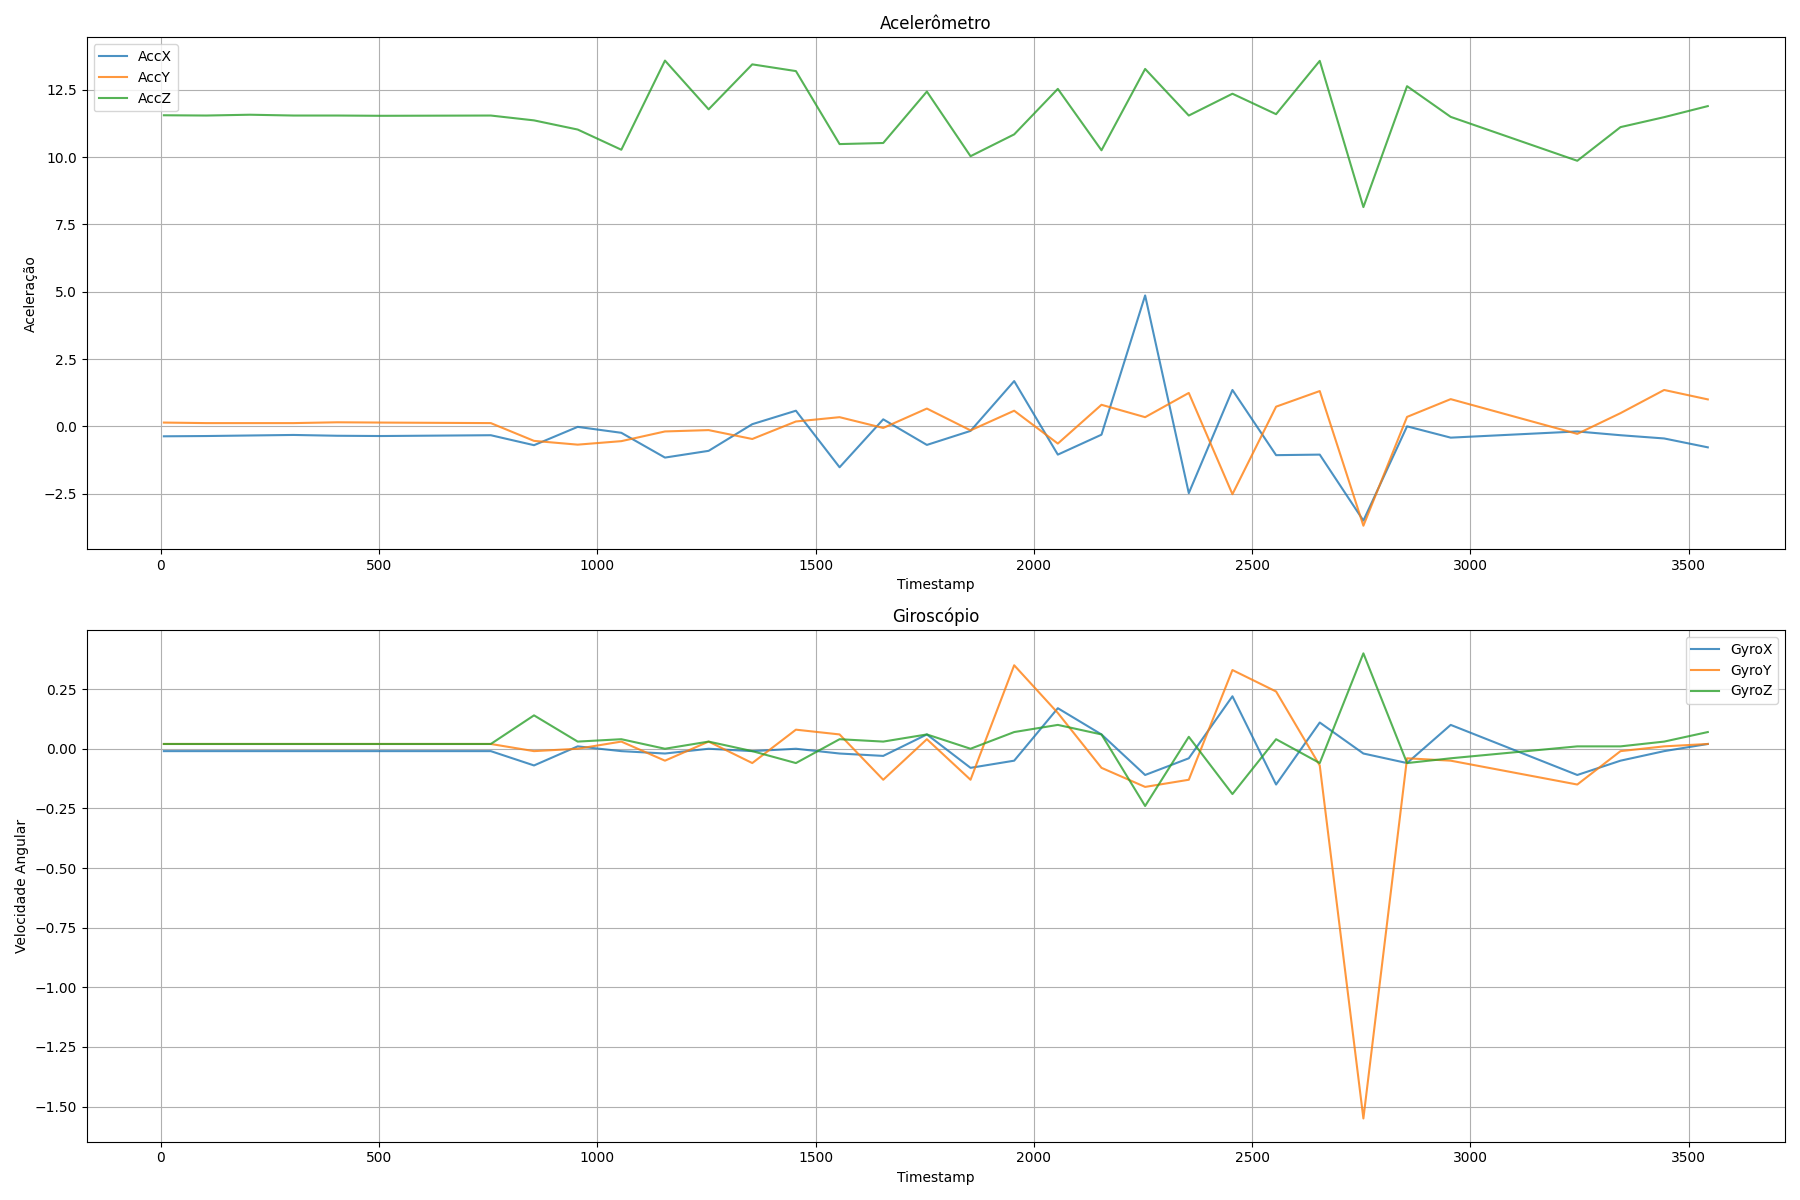 Acelerômetro
AccX
AccY
AccZ
12.5
10.0
7.5
5.0
2.5
0.0
−2.5
Aceleração
0 500 1000 1500 2000 2500 3000 3500
Timestamp
Giroscópio
GyroX
GyroY
GyroZ
0.25
0.00
−0.25
−0.50
−0.75
−1.00
−1.25
−1.50
Velocidade Angular
0 500 1000 1500 2000 2500 3000 3500
Timestamp